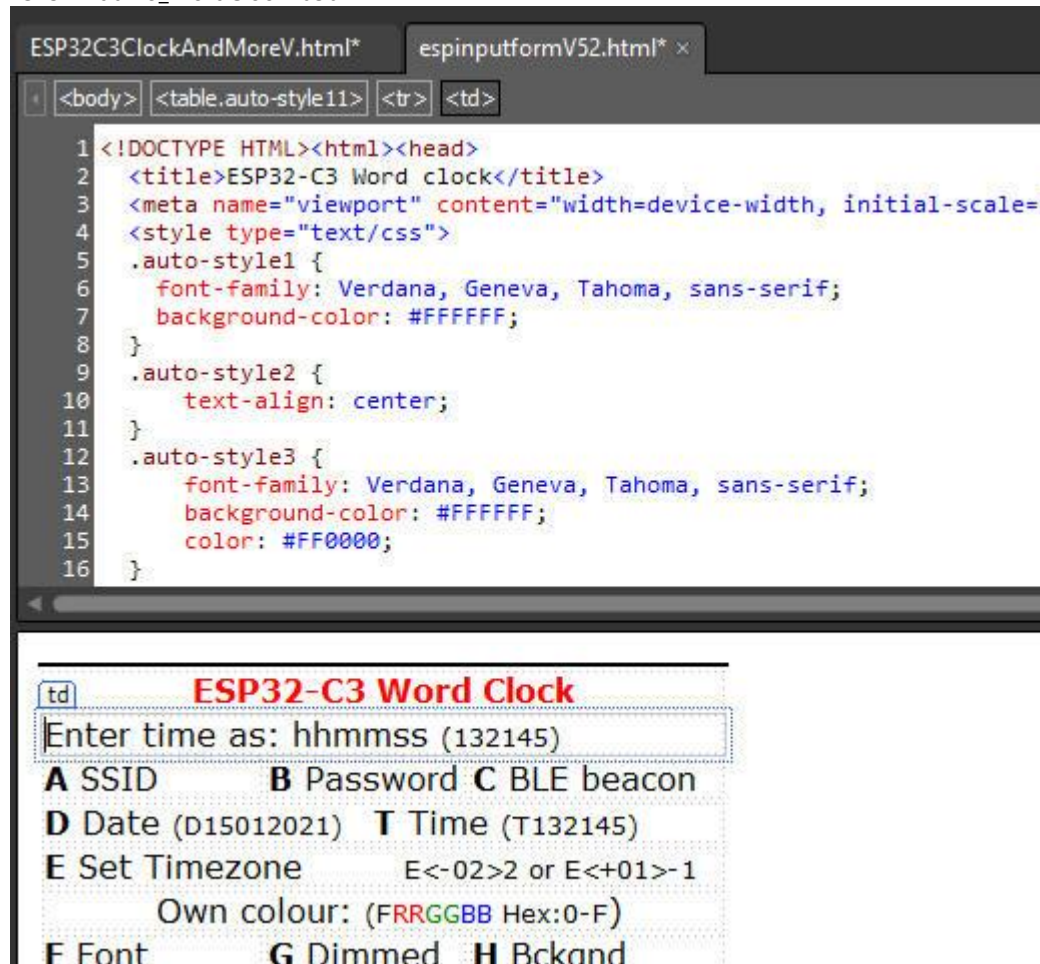 ESP32C3ClockAndMoreV.html* espinputformV52.html* ×
<body> <table.auto-style11> <tr> <td>
1 <!DOCTYPE HTML><html><head>
2 <title>ESP32-C3 Word clock</title>
3 <meta name="viewport" content="width=device-width, initial-scale=
4 <style type="text/css">
5 .auto-style1 {
6 font-family: Verdana, Geneva, Tahoma, sans-serif;
7 background-color: #FFFFFF;
8 }
9 .auto-style2 {
10 text-align: center;
11 }
12 .auto-style3 {
13 font-family: Verdana, Geneva, Tahoma, sans-serif;
14 background-color: #FFFFFF;
15 color: #FF0000;
16 }
td ESP32-C3 Word Clock
Enter time as: hhmmss (132145)
A SSID B Password C BLE beacon
D Date (D15012021) T Time (T132145)
E Set Timezone E<-02>2 or E<+01>-1
Own colour: (FRRGGBB Hex:0-F)
F Font G Dimmed H Bckgnd